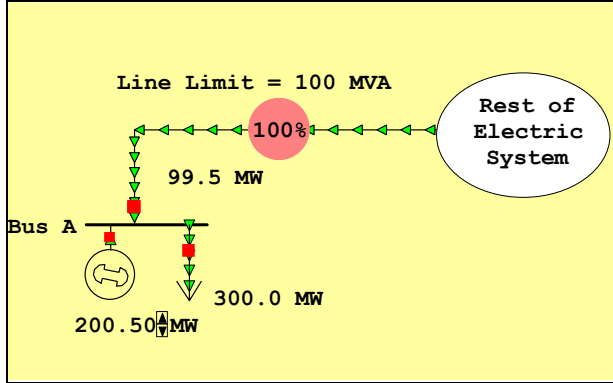 Line Limit = 100 MVA
Rest of
Electric
System
100%
99.5 MW
Bus A
300.0 MW
200.50 MW